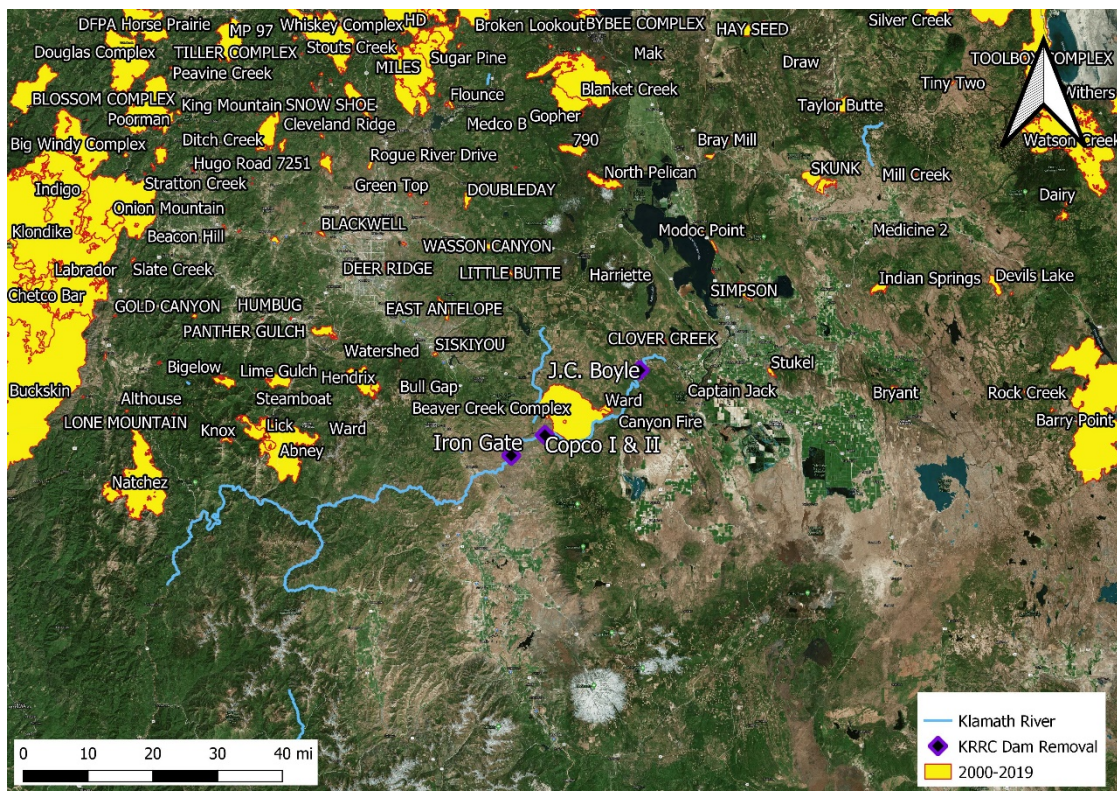 DFPA Horse Prairie
MP 97
Whiskey Complex
HD
Broken Lookout
BYBEE COMPLEX
HAY SEED
Silver Creek
Douglas Complex
TILLER COMPLEX
Stouts Creek
Sugar Pine
Mak
Draw
TOOLBOX COMPLEX
Peavine Creek
MILES
Tiny Two
Withers
BLOSSOM COMPLEX
King Mountain
SNOW SHOE
Flounce
Blanket Creek
Taylor Butte
Poorman
Cleveland Ridge
Medco B
Gopher
Big Windy Complex
Ditch Creek
790
Bray Mill
Watson Creek
Hugo Road 7251
Rogue River Drive
Indigo
Stratton Creek
Green Top
DOUBLEDAY
North Pelican
SKUNK
Mill Creek
Dairy
Onion Mountain
Klondike
Beacon Hill
BLACKWELL
WASSON CANYON
Modoc Point
Medicine 2
Labrador
Slate Creek
DEER RIDGE
LITTLE BUTTE
Harriette
Indian Springs
Devils Lake
Chetco Bar
GOLD CANYON
HUMBUG
EAST ANTELOPE
SIMPSON
PANTHER GULCH
Watershed
SISKIYOU
CLOVER CREEK
Bigelow
Lime Gulch
Hendrix
J.C. Boyle
Stukel
Buckskin
Althouse
Steamboat
Bull Gap
Captain Jack
Bryant
Rock Creek
LONE MOUNTAIN
Lick
Ward
Beaver Creek Complex
Ward
Canyon Fire
Barry Point
Knox
Abney
Iron Gate
Copco I & II
Natchez
Klamath River
KRRC Dam Removal
2000-2019
0 10 20 30 40 mi